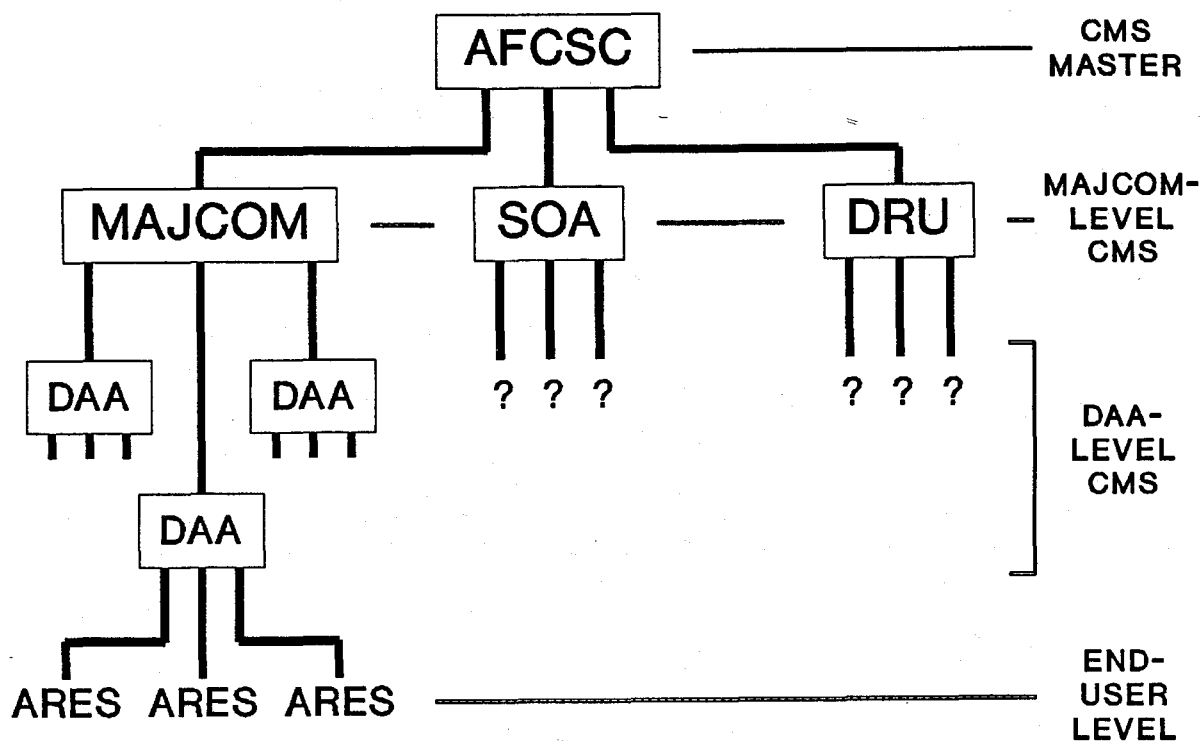 AFCSC
CMS
MASTER
MAJCOM
SOA
DRU
MAJCOM-
LEVEL
CMS
DAA
DAA
? ? ?
? ? ?
DAA-
LEVEL
CMS
DAA
ARES ARES ARES
END-
USER
LEVEL